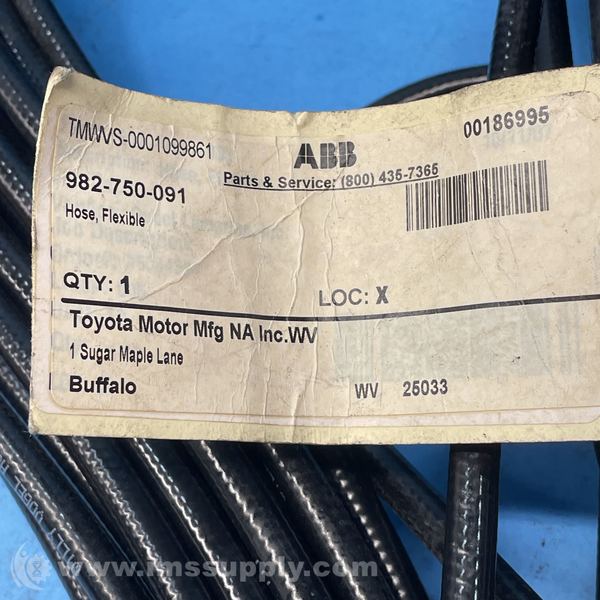 TMWVS-0001099861
ABB
00186995
Parts & Service: (800) 435-7365
982-750-091
Hose, Flexible
QTY: 1
LOC: X
Toyota Motor Mfg NA Inc.WV
1 Sugar Maple Lane
Buffalo WV 25033
www.imssupply.com